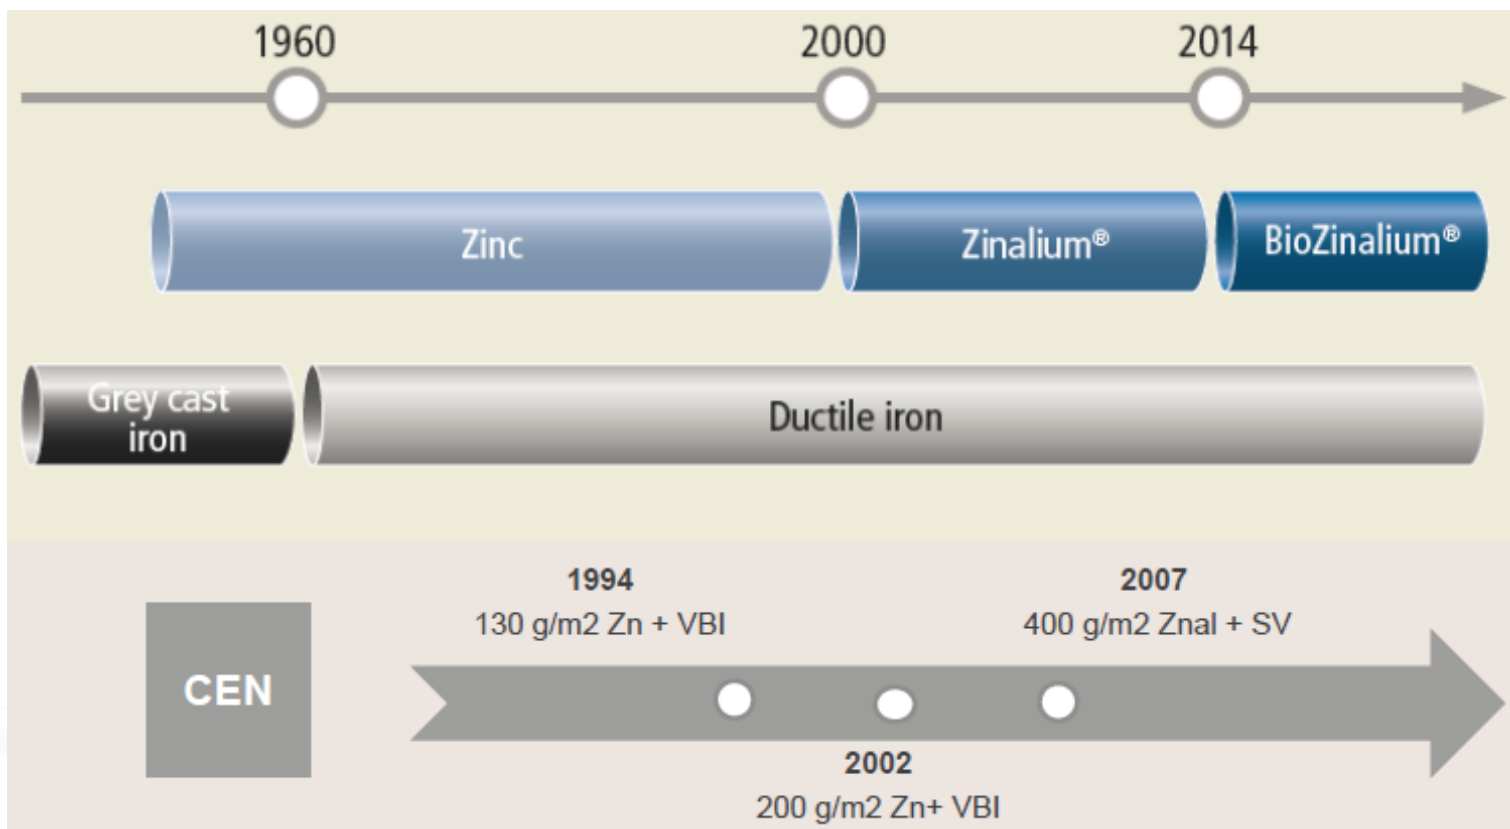 1960
2000
2014
Zinc
Zinalium®
BioZinalium®
Grey cast
iron
Ductile iron
CEN
1994
130 g/m2 Zn + VBI
2007
400 g/m2 Znal + SV
2002
200 g/m2 Zn+ VBI